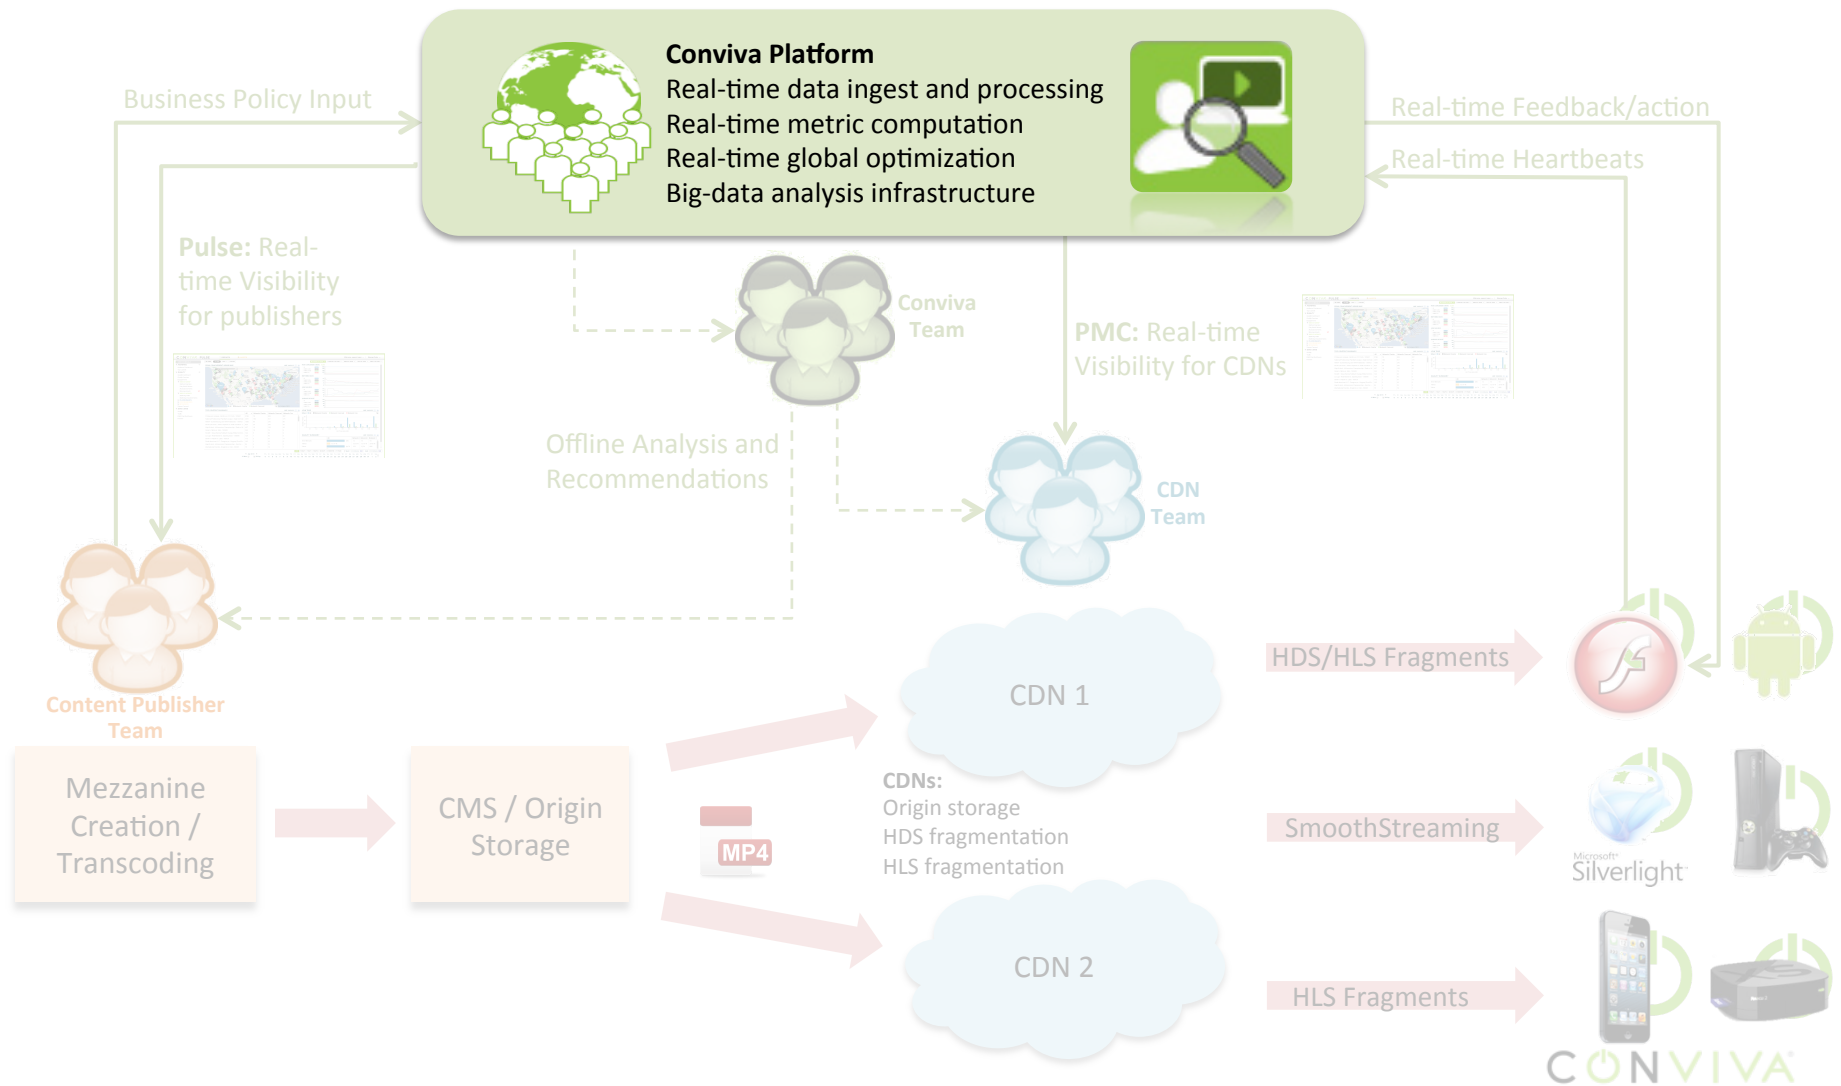 Conviva Platform
Real-time data ingest and processing
Real-time metric computation
Real-time global optimization
Big-data analysis infrastructure
Business Policy Input
Real-time Feedback/action
Real-time Heartbeats
Pulse: Real-
time Visibility
for publishers
Conviva
Team
PMC: Real-time
Visibility for CDNs
Offline Analysis and
Recommendations
CDN
Team
Content Publisher
Team
Mezzanine
Creation /
Transcoding
CMS / Origin
Storage
MP4
CDN 1
CDNs:
Origin storage
HDS fragmentation
HLS fragmentation
CDN 2
HDS/HLS Fragments
SmoothStreaming
HLS Fragments
Microsoft®
Silverlight™
CONVIVA®